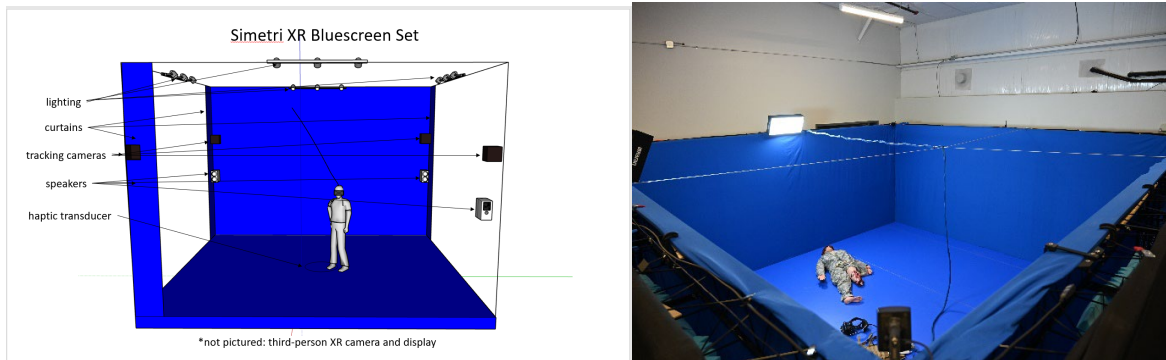 Simetri XR Bluescreen Set
lighting
curtains
tracking cameras
speakers
haptic transducer
*not pictured: third-person XR camera and display